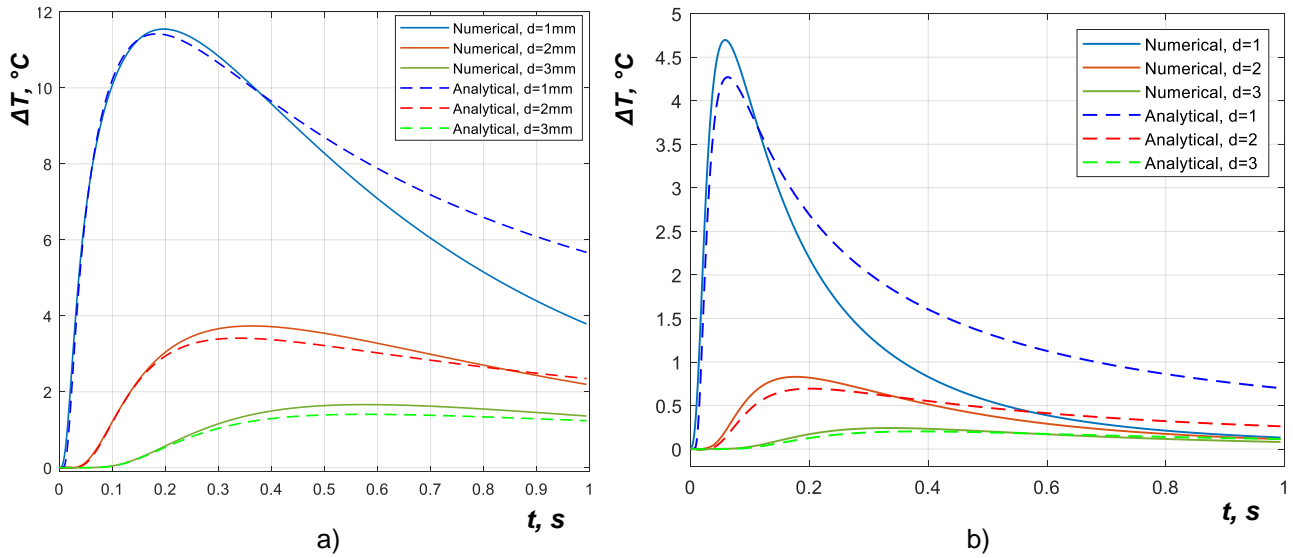 12
10
8
6
4
2
0
ΔT, °C
Numerical, d=1mm
Numerical, d=2mm
Numerical, d=3mm
Analytical, d=1mm
Analytical, d=2mm
Analytical, d=3mm
0 0.1 0.2 0.3 0.4 0.5 0.6 0.7 0.8 0.9 1
t, s
a)
5
4.5
4
3.5
3
2.5
2
1.5
1
0.5
0
ΔT, °C
Numerical, d=1
Numerical, d=2
Numerical, d=3
Analytical, d=1
Analytical, d=2
Analytical, d=3
0 0.2 0.4 0.6 0.8 1
t, s
b)